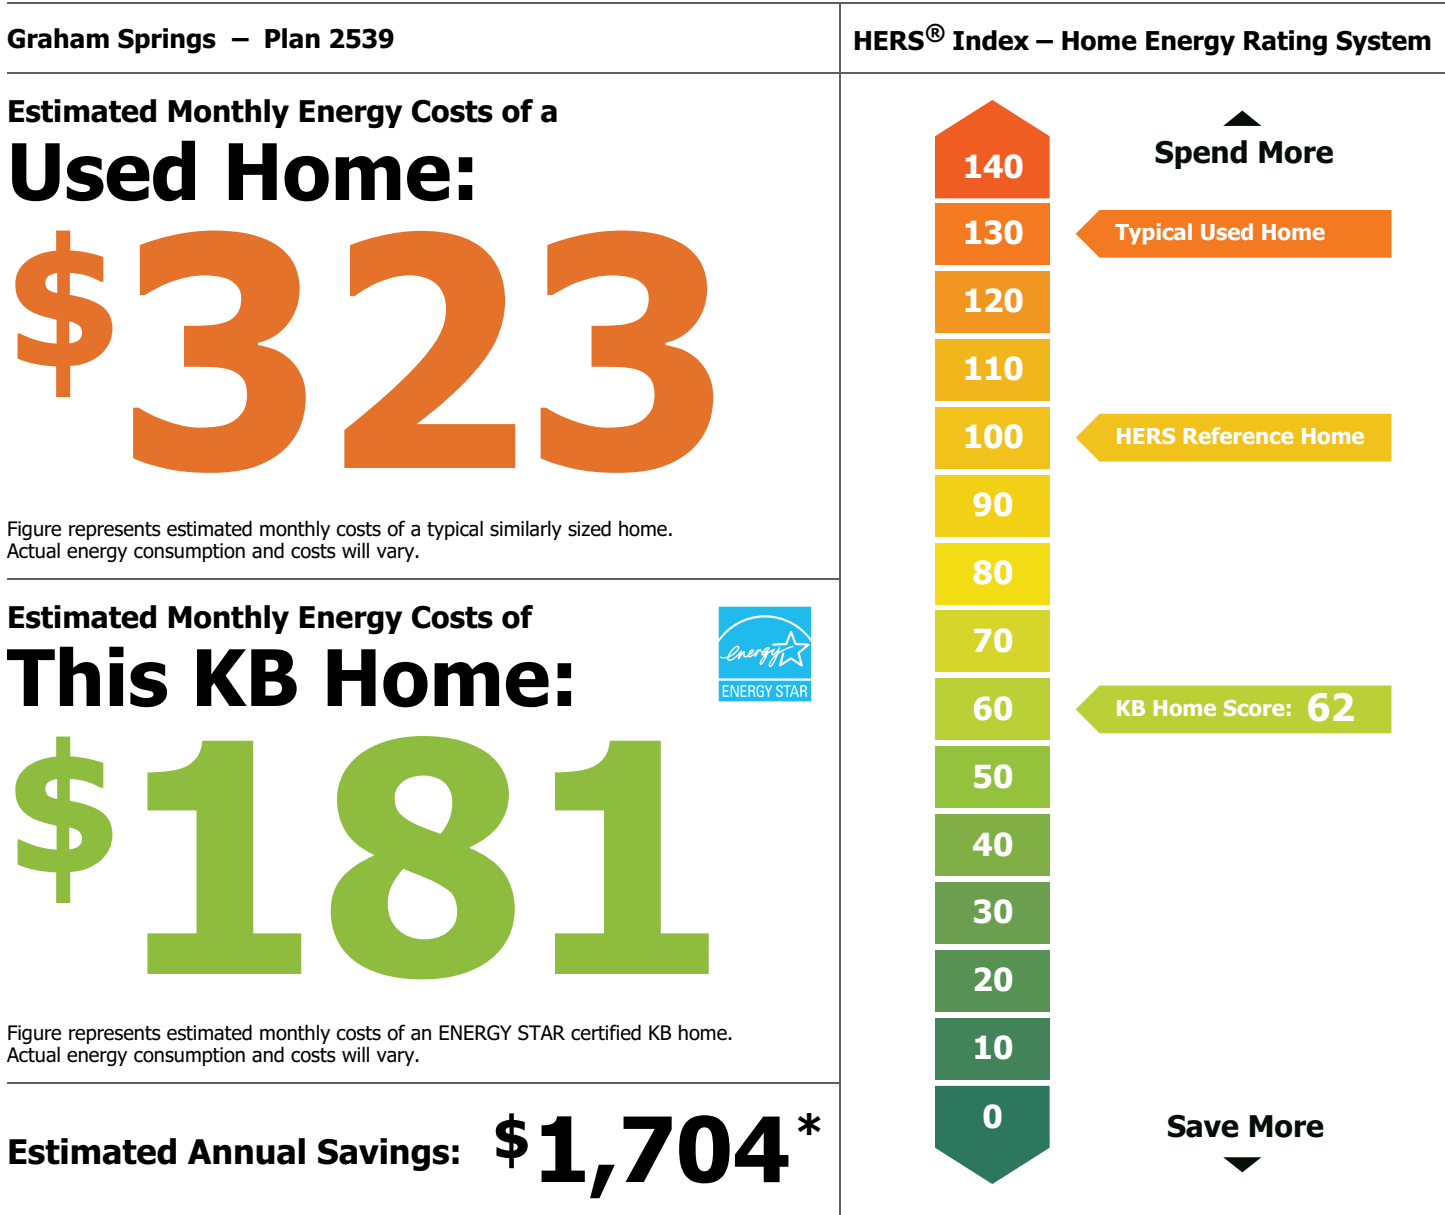 Graham Springs – Plan 2539
Estimated Monthly Energy Costs of a
Used Home:
$323
Figure represents estimated monthly costs of a typical similarly sized home.
Actual energy consumption and costs will vary.
Estimated Monthly Energy Costs of
This KB Home:
energy
ENERGY STAR
$181
Figure represents estimated monthly costs of an ENERGY STAR certified KB home.
Actual energy consumption and costs will vary.
Estimated Annual Savings: $1,704*
HERS® Index – Home Energy Rating System
Spend More
140
130 Typical Used Home
120
110
100 HERS Reference Home
90
80
70
60 KB Home Score: 62
50
40
30
20
10
0
Save More